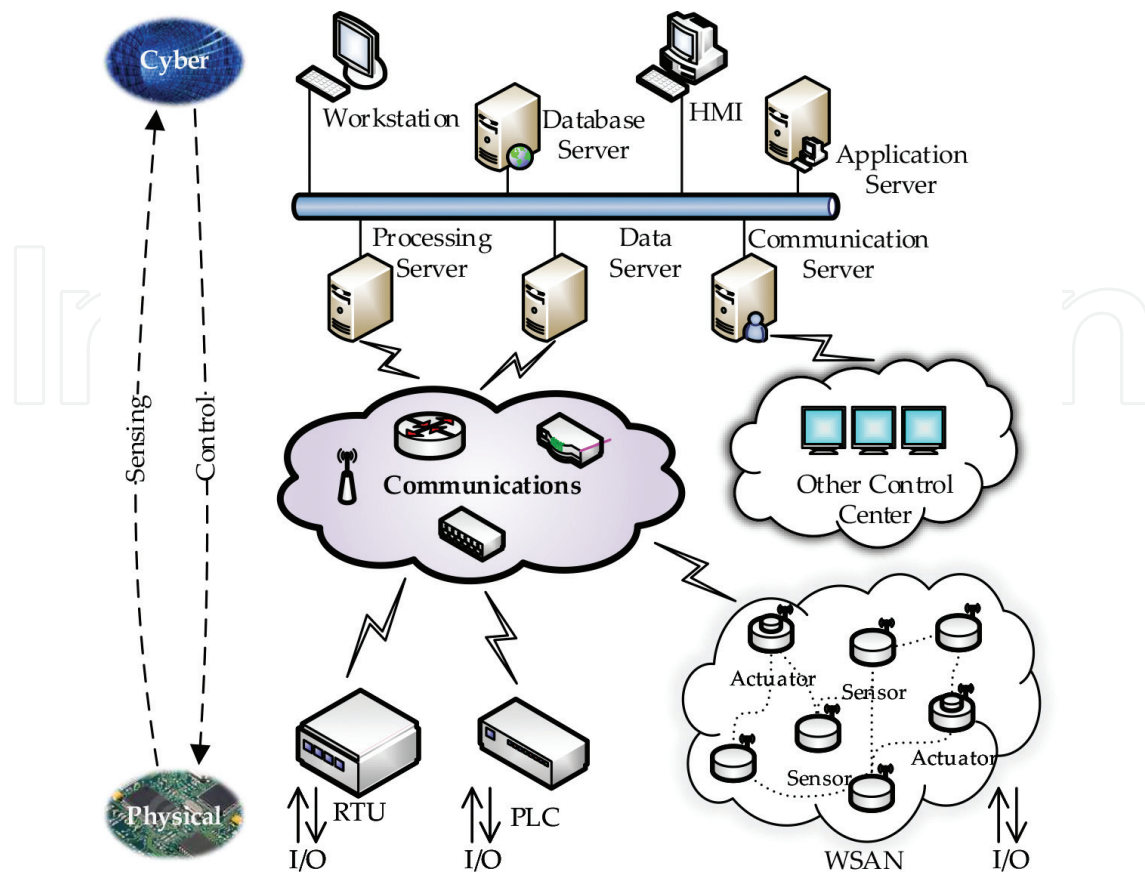 Cyber
Workstation
Database
Server
HMI
Application
Server
Processing
Server
Data
Server
Communication
Server
Sensing
Control
Communications
Other Control
Center
Actuator
Sensor
Sensor
Actuator
Physical
RTU
PLC
WSAN
I/O
I/O
I/O